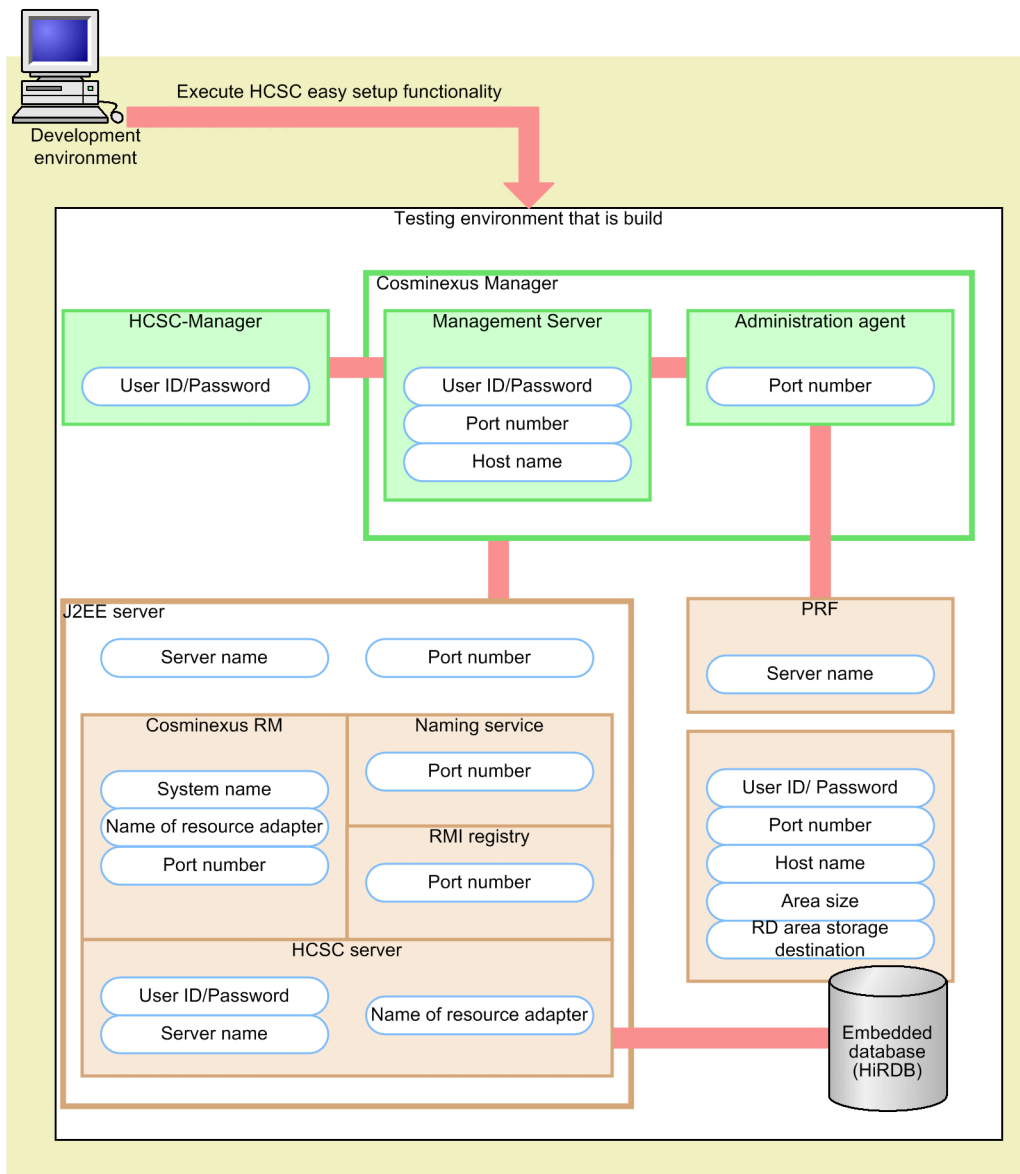 Execute HCSC easy setup functionality
Development
environment
Testing environment that is build
Cosminexus Manager
HCSC-Manager
User ID/Password
Management Server
User ID/Password
Port number
Host name
Administration agent
Port number
J2EE server
Server name
Port number
Cosminexus RM
System name
Name of resource adapter
Port number
Naming service
Port number
RMI registry
Port number
HCSC server
User ID/Password
Server name
Name of resource adapter
PRF
Server name
User ID/ Password
Port number
Host name
Area size
RD area storage
destination
Embedded
database
(HiRDB)